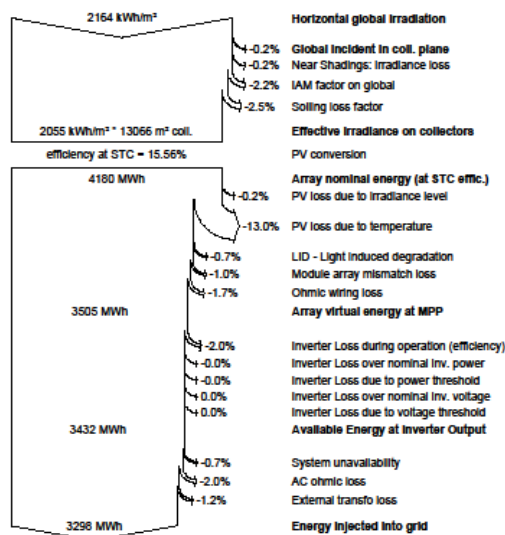 2164 kWh/m² Horizontal global irradiation
-0.2% Global incident in coll. plane
-0.2% Near Shadings: irradiance loss
-2.2% IAM factor on global
-2.5% Soiling loss factor
2055 kWh/m² * 13066 m² coll. Effective irradiance on collectors
efficiency at STC = 15.56% PV conversion
4180 MWh Array nominal energy (at STC effic.)
-0.2% PV loss due to irradiance level
-13.0% PV loss due to temperature
-0.7% LID - Light induced degradation
-1.0% Module array mismatch loss
-1.7% Ohmic wiring loss
3505 MWh Array virtual energy at MPP
-2.0% Inverter Loss during operation (efficiency)
-0.0% Inverter Loss over nominal inv. power
-0.0% Inverter Loss due to power threshold
0.0% Inverter Loss over nominal inv. voltage
0.0% Inverter Loss due to voltage threshold
3432 MWh Available Energy at Inverter Output
-0.7% System unavailability
-2.0% AC ohmic loss
-1.2% External transfo loss
3298 MWh Energy injected into grid